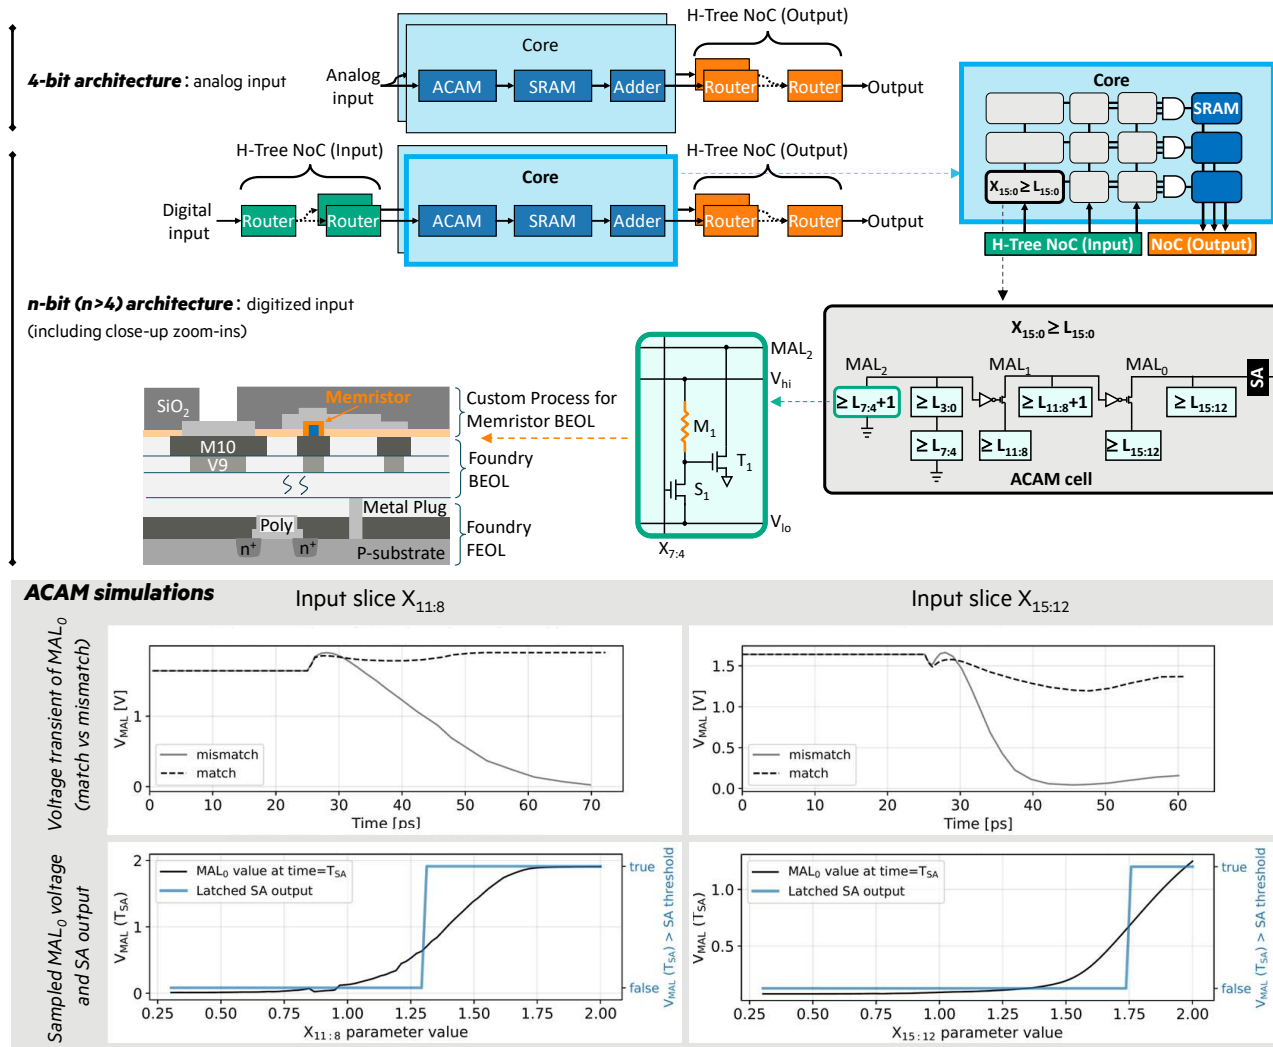 H-Tree NoC (Output)
Core
4-bit architecture: analog input
Analog
input
ACAM
SRAM
Adder
Router
Router
Output
Core
SRAM
X15:0 ≥ L15:0
H-Tree NoC (Input)
NoC (Output)
H-Tree NoC (Input)
Core
H-Tree NoC (Output)
Digital
input
Router
Router
ACAM
SRAM
Adder
Router
Router
Output
n-bit (n>4) architecture: digitized input
(including close-up zoom-ins)
X15:0 ≥ L15:0
MAL2
MAL1
MAL0
SA
≥ L7:4+1
≥ L3:0
≥ L11:8+1
≥ L15:12
≥ L7:4
≥ L11:8
≥ L15:12
ACAM cell
MAL2
Vhi
M1
T1
S1
Vlo
X7:4
SiO2
Memristor
Custom Process for
Memristor BEOL
M10
V9
Foundry
BEOL
Metal Plug
Poly
Foundry
FEOL
n+
n+
P-substrate
ACAM simulations
Input slice X11:8
Input slice X15:12
Voltage transient of MAL0
(match vs mismatch)
VMAL [V]
1
0
mismatch
match
0 10 20 30 40 50 60 70
Time [ps]
VMAL [V]
1.5
1.0
0.5
0.0
mismatch
match
0 10 20 30 40 50 60
Time [ps]
Sampled MAL0 voltage
and SA output
VMAL (TSA)
2
1
0
MAL0 value at time=TSA
Latched SA output
true
false
VMAL (TSA) > SA threshold
0.25 0.50 0.75 1.00 1.25 1.50 1.75 2.00
X11:8 parameter value
VMAL (TSA)
1.0
0.5
MAL0 value at time=TSA
Latched SA output
true
false
VMAL (TSA) > SA threshold
0.25 0.50 0.75 1.00 1.25 1.50 1.75 2.00
X15:12 parameter value